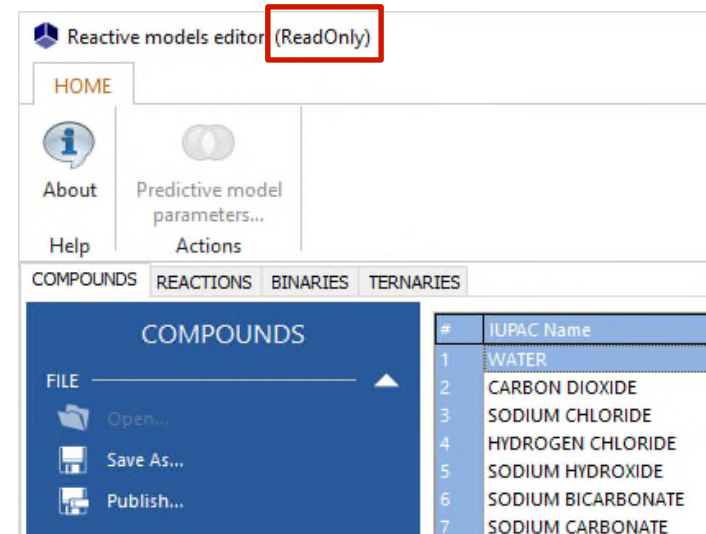 Reactive models editor (ReadOnly)
HOME
About
Predictive model
parameters...
Help
Actions
COMPOUNDS REACTIONS BINARIES TERNARIES
COMPOUNDS
FILE
Open...
Save As...
Publish...
# IUPAC Name
1 WATER
2 CARBON DIOXIDE
3 SODIUM CHLORIDE
4 HYDROGEN CHLORIDE
5 SODIUM HYDROXIDE
6 SODIUM BICARBONATE
7 SODIUM CARBONATE